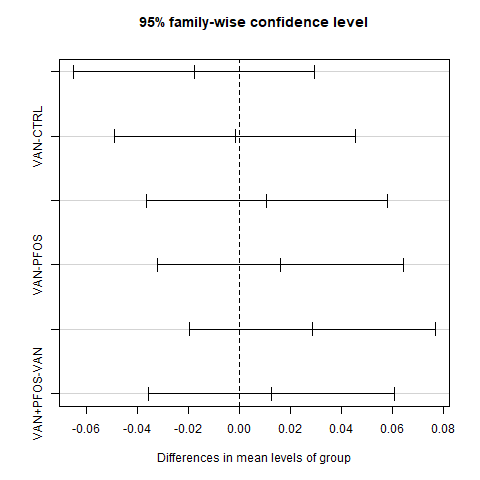 95% family-wise confidence level
VAN-CTRL
VAN-PFOS
VAN+PFOS-VAN
-0.06 -0.04 -0.02 0.00 0.02 0.04 0.06 0.08
Differences in mean levels of group